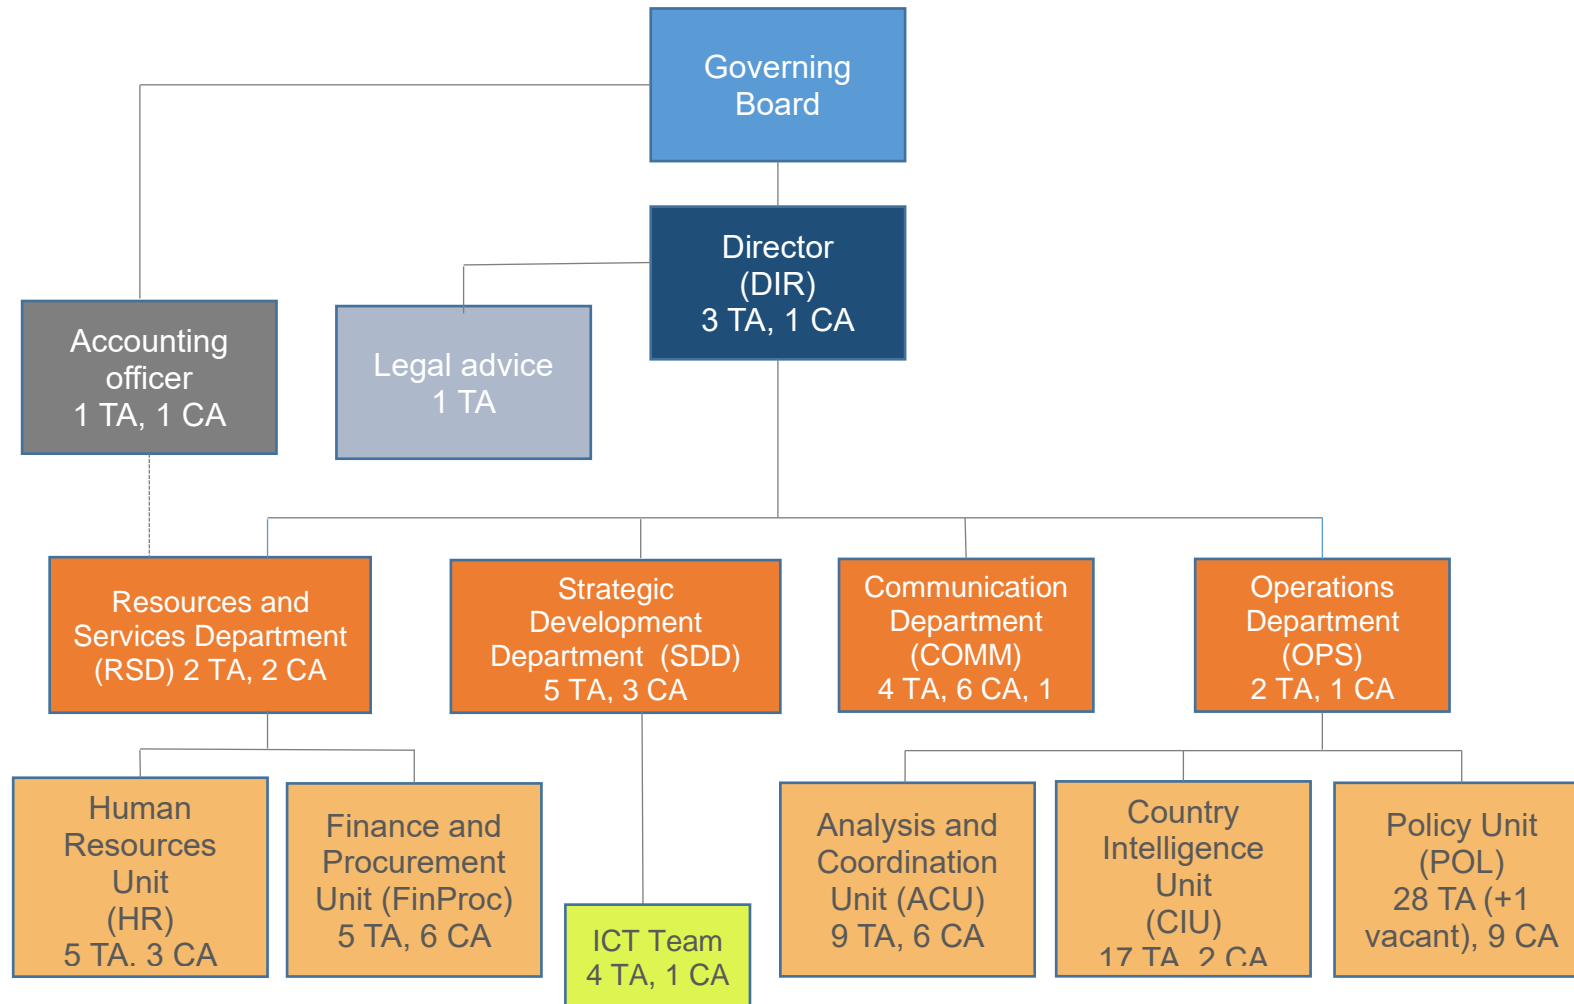 Governing
Board
Director
(DIR)
3 TA, 1 CA
Accounting
officer
1 TA, 1 CA
Legal advice
1 TA
Resources and
Services Department
(RSD) 2 TA, 2 CA
Strategic
Development
Department (SDD)
5 TA, 3 CA
Communication
Department
(COMM)
4 TA, 6 CA, 1
Operations
Department
(OPS)
2 TA, 1 CA
Human
Resources
Unit
(HR)
5 TA. 3 CA
Finance and
Procurement
Unit (FinProc)
5 TA, 6 CA
ICT Team
4 TA, 1 CA
Analysis and
Coordination
Unit (ACU)
9 TA, 6 CA
Country
Intelligence
Unit
(CIU)
17 TA 2 CA
Policy Unit
(POL)
28 TA (+1
vacant), 9 CA